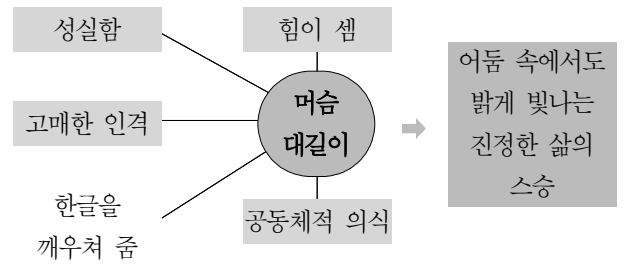 성실함
힘이 셈
고매한 인격
머슴
대길이
한글을
깨우쳐 줌
공동체적 의식
어둠 속에서도
밝게 빛나는
진정한 삶의
스승